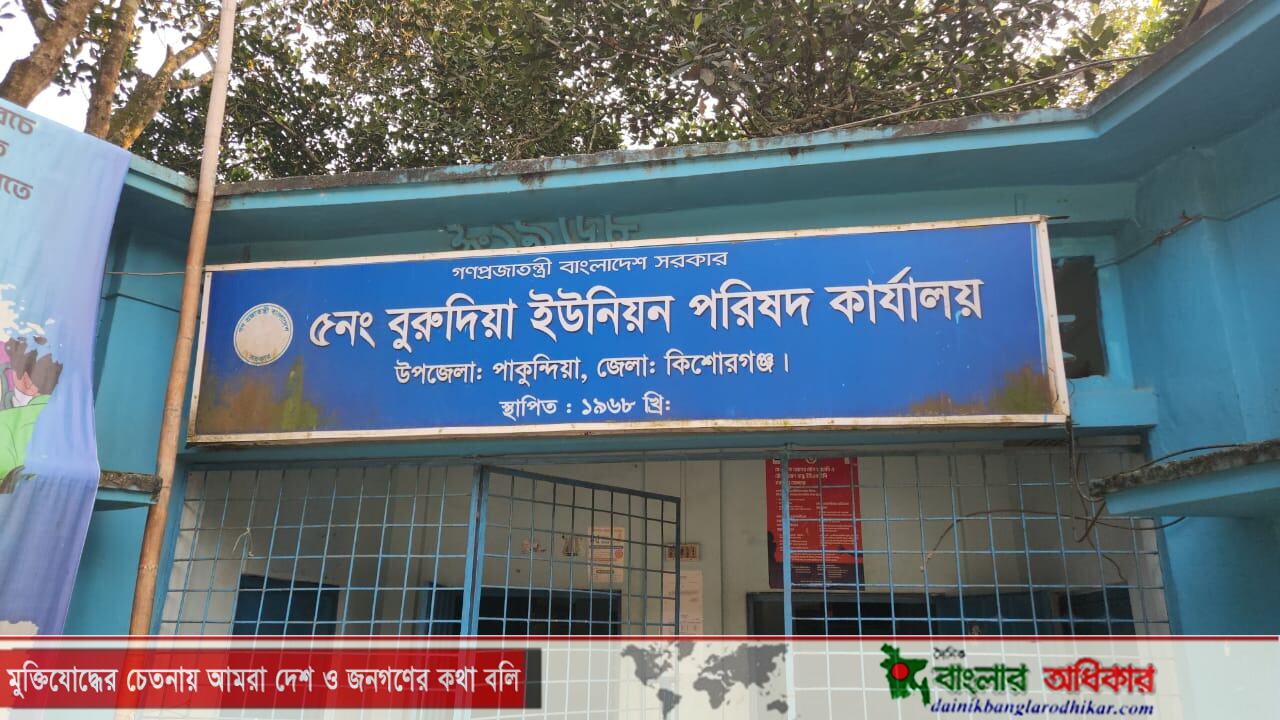 ইং ১৯৬৮
গণপ্রজাতন্ত্রী বাংলাদেশ সরকার
৫নং বুরুদিয়া ইউনিয়ন পরিষদ কার্যালয়
উপজেলা: পাকুন্দিয়া, জেলা: কিশোরগঞ্জ।
স্থাপিত : ১৯৬৮ খ্রি:
মুক্তিযোদ্ধের চেতনায় আমরা দেশ ও জনগণের কথা বলি
দৈনিক
বাংলার অধিকার
dainikbanglarodhikar.com